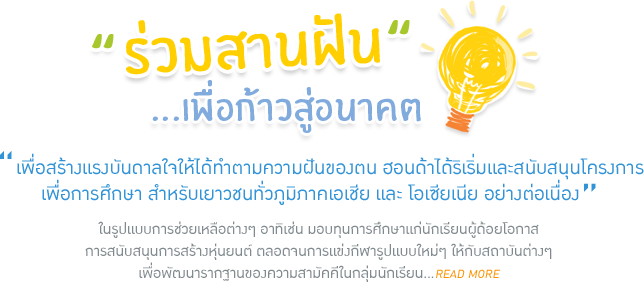 “ ร่วมสานฝัน “
...เพื่อก้าวสู่อนาคต
“ เพื่อสร้างแรงบันดาลใจให้ได้ทำตามความฝันของตน ฮอนด้าได้ริเริ่มและสนับสนุนโครงการ
เพื่อการศึกษา สำหรับเยาวชนทั่วภูมิภาคเอเชีย และ โอเชียเนีย อย่างต่อเนื่อง ”
ในรูปแบบการช่วยเหลือต่างๆ อาทิเช่น มอบทุนการศึกษาแก่นักเรียนผู้ด้อยโอกาส
การสนับสนุนการสร้างหุ่นยนต์ ตลอดจนการแข่งกีฬารูปแบบใหม่ๆ ให้กับสถาบันต่างๆ
เพื่อพัฒนารากฐานของความสามัคคีในกลุ่มนักเรียน... READ MORE